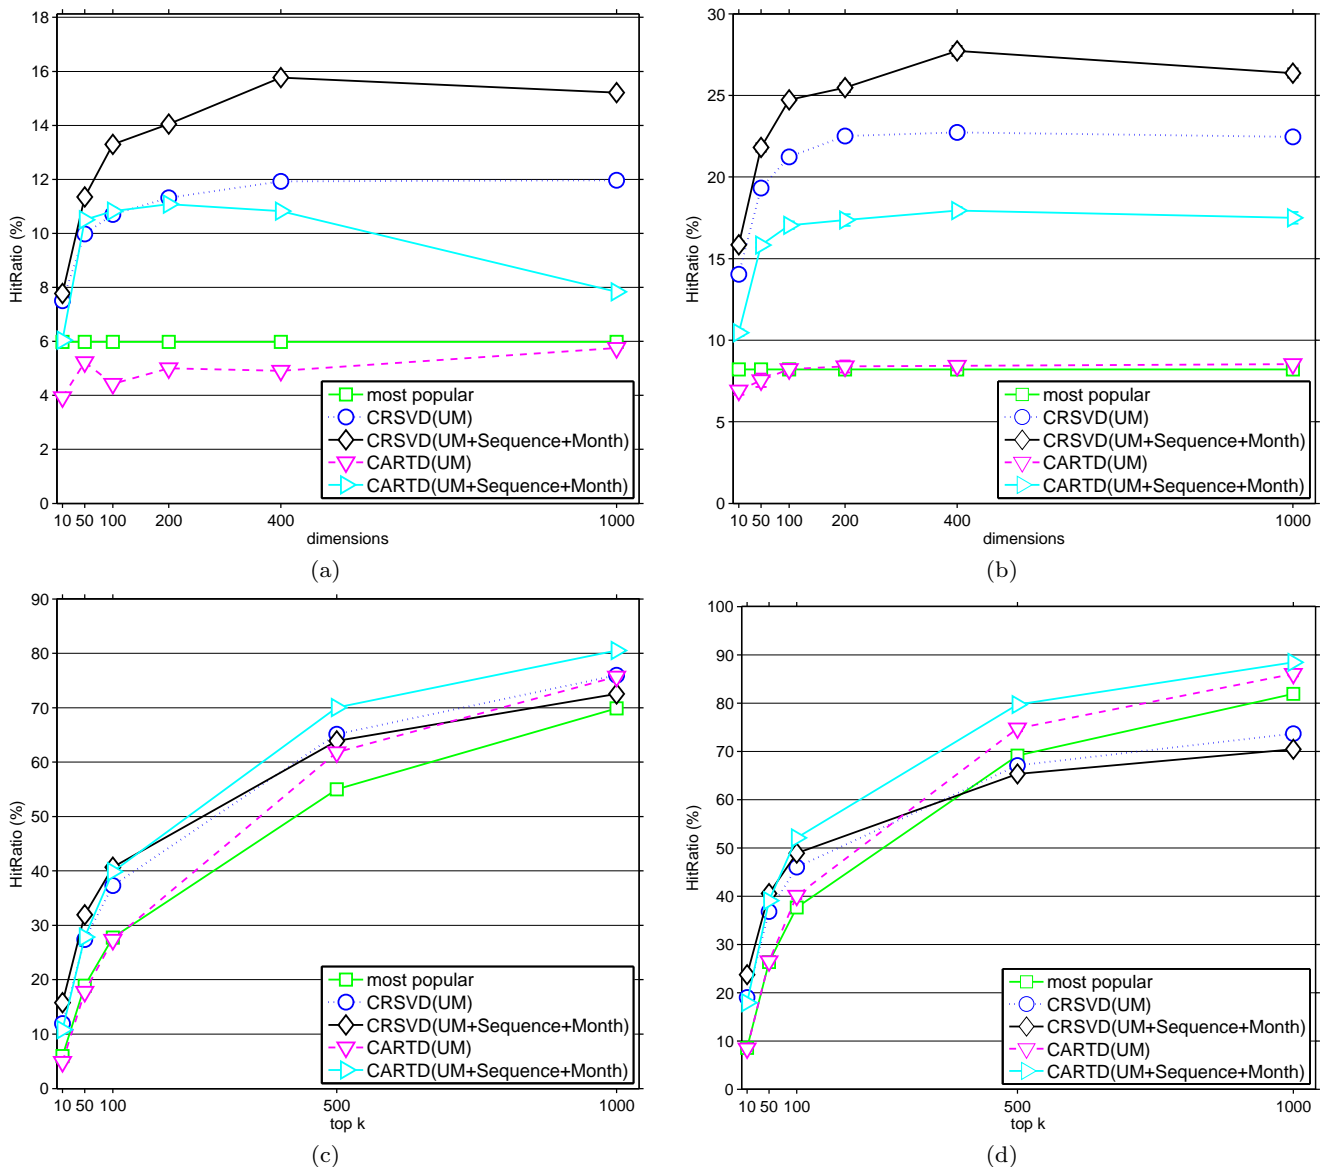 18
16
14
12
10
8
6
4
2
0
HitRatio (%)
10 50 100 200 400 1000
dimensions
most popular
CRSVD(UM)
CRSVD(UM+Sequence+Month)
CARTD(UM)
CARTD(UM+Sequence+Month)
(a)
30
25
20
15
10
5
0
HitRatio (%)
10 50 100 200 400 1000
dimensions
most popular
CRSVD(UM)
CRSVD(UM+Sequence+Month)
CARTD(UM)
CARTD(UM+Sequence+Month)
(b)
90
80
70
60
50
40
30
20
10
0
HitRatio (%)
10 50 100 500 1000
top k
most popular
CRSVD(UM)
CRSVD(UM+Sequence+Month)
CARTD(UM)
CARTD(UM+Sequence+Month)
(c)
100
90
80
70
60
50
40
30
20
10
0
HitRatio (%)
10 50 100 500 1000
top k
most popular
CRSVD(UM)
CRSVD(UM+Sequence+Month)
CARTD(UM)
CARTD(UM+Sequence+Month)
(d)